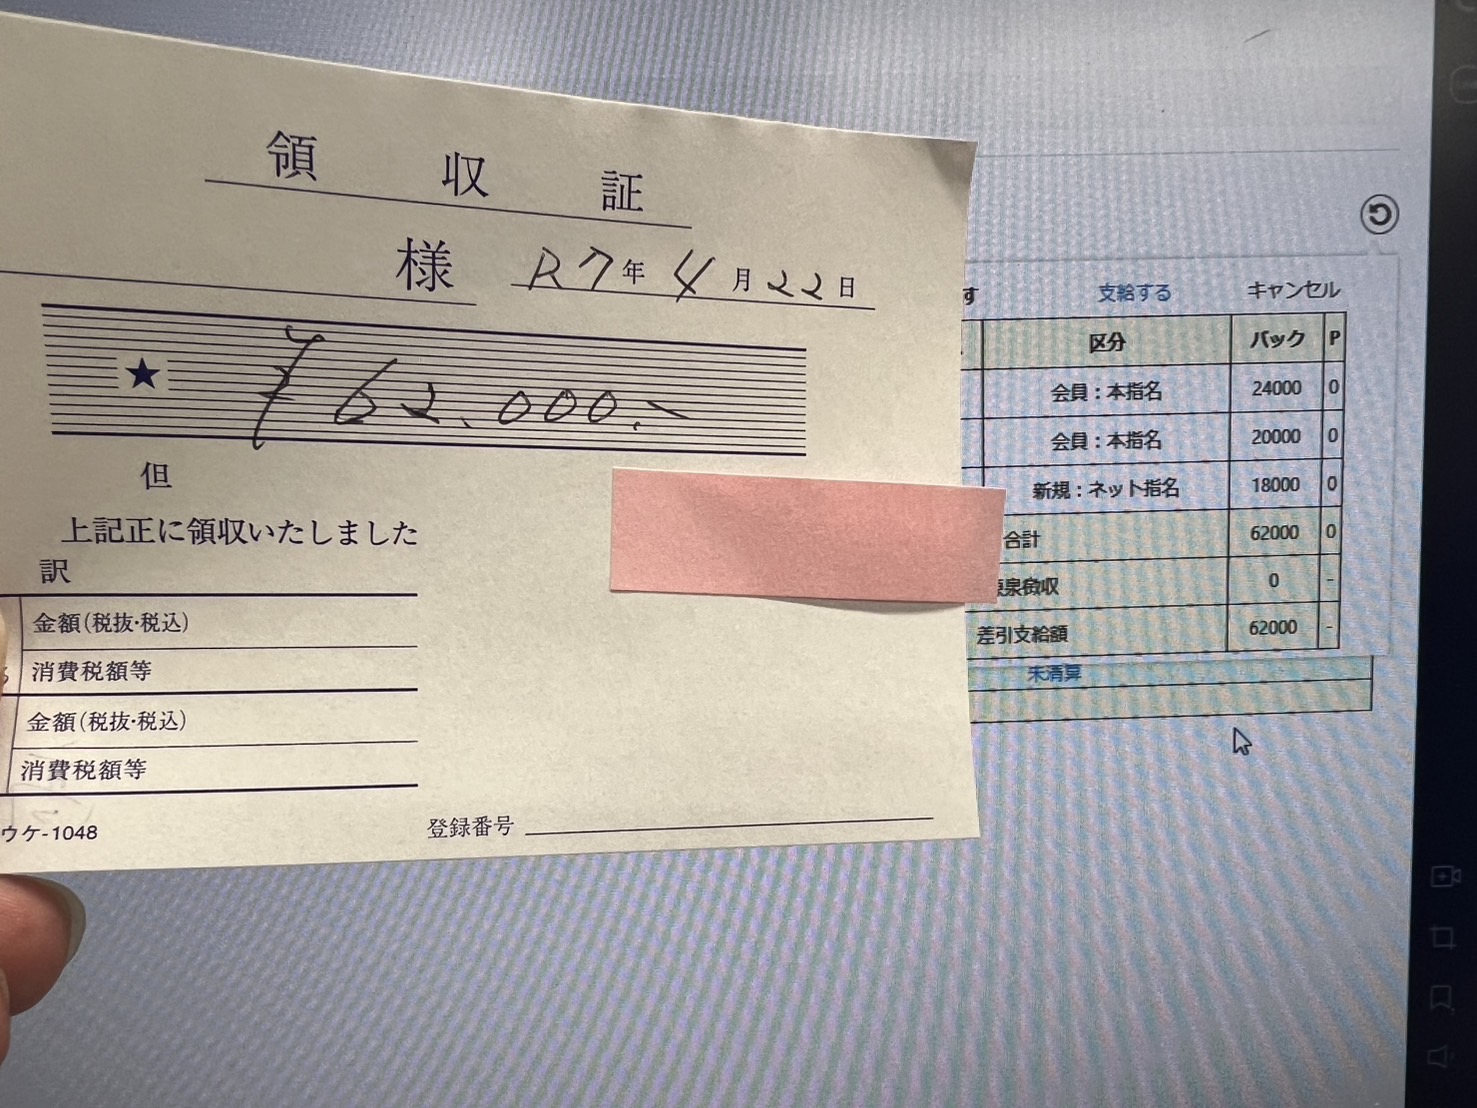 領収証
様 R7年4月22日
★ ¥62,000.-
但
上記正に領収いたしました
訳
金額(税抜・税込)
消費税額等
金額(税抜・税込)
消費税額等
ウケ-1048
登録番号
す 支給する キャンセル
区分 バック P
会員:本指名 24000 0
会員:本指名 20000 0
新規:ネット指名 18000 0
合計 62000 0
泉徴収 0 -
差引支給額 62000 -
未清算